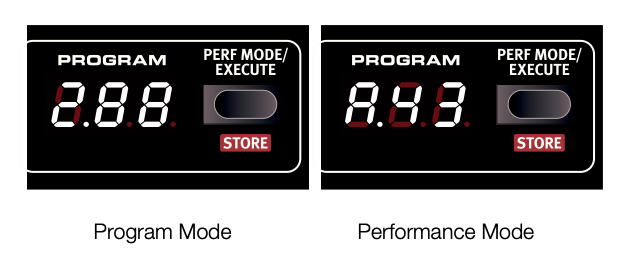 PROGRAM
PERF MODE/
EXECUTE
2.88
STORE
PROGRAM
PERF MODE/
EXECUTE
A.43
STORE
Program Mode
Performance Mode